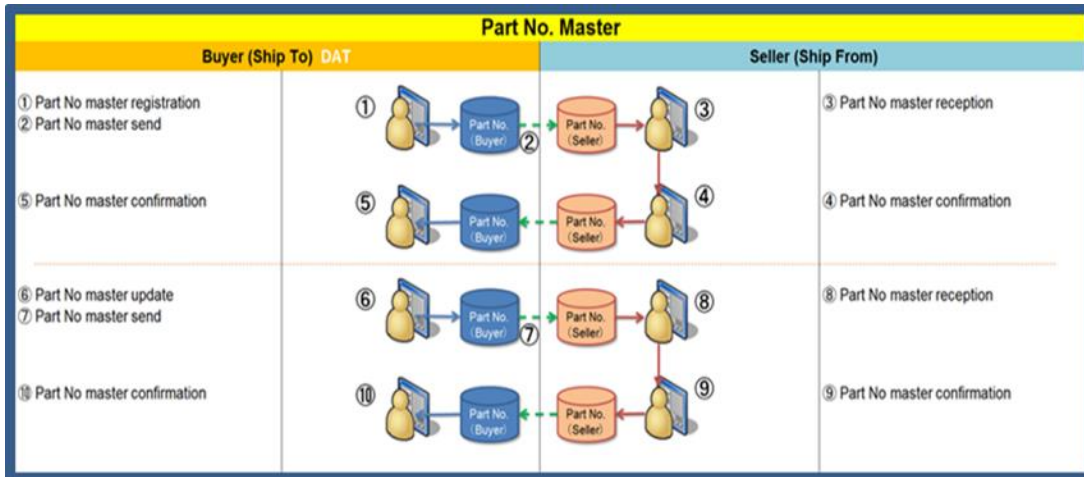 Part No. Master
Buyer (Ship To) DAT
Seller (Ship From)
① Part No master registration
② Part No master send
①
Part No.
(Buyer)
②
Part No.
(Seller)
③
③ Part No master reception
⑤ Part No master confirmation
⑤
Part No.
(Buyer)
Part No.
(Seller)
④
④ Part No master confirmation
⑥ Part No master update
⑦ Part No master send
⑥
Part No.
(Buyer)
⑦
Part No.
(Seller)
⑧
⑧ Part No master reception
⑩ Part No master confirmation
⑩
Part No.
(Buyer)
Part No.
(Seller)
⑨
⑨ Part No master confirmation